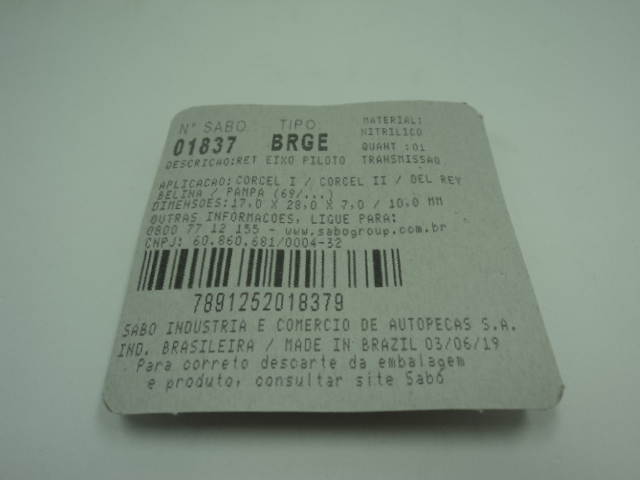 Nº SABO TIPO MATERIAL:
01837 BRGE NITRILICO
QUANT :01
DESCRICAO:RET EIXO PILOTO TRANSMISSAO
APLICACAO: CORCEL I / CORCEL II / DEL REY
BELINA / PAMPA (69/...)
DIMENSOES:17,0 X 28,0 X 7,0 / 10,0 MM
OUTRAS INFORMACOES, LIGUE PARA:
0800 77 12 155 - www.sabogroup.com.br
CNPJ: 60.860.681/0004-32
7891252018379
SABO INDUSTRIA E COMERCIO DE AUTOPECAS S.A.
IND. BRASILEIRA / MADE IN BRAZIL 03/06/19
Para correto descarte da embalagem
e produto, consultar site Sabó